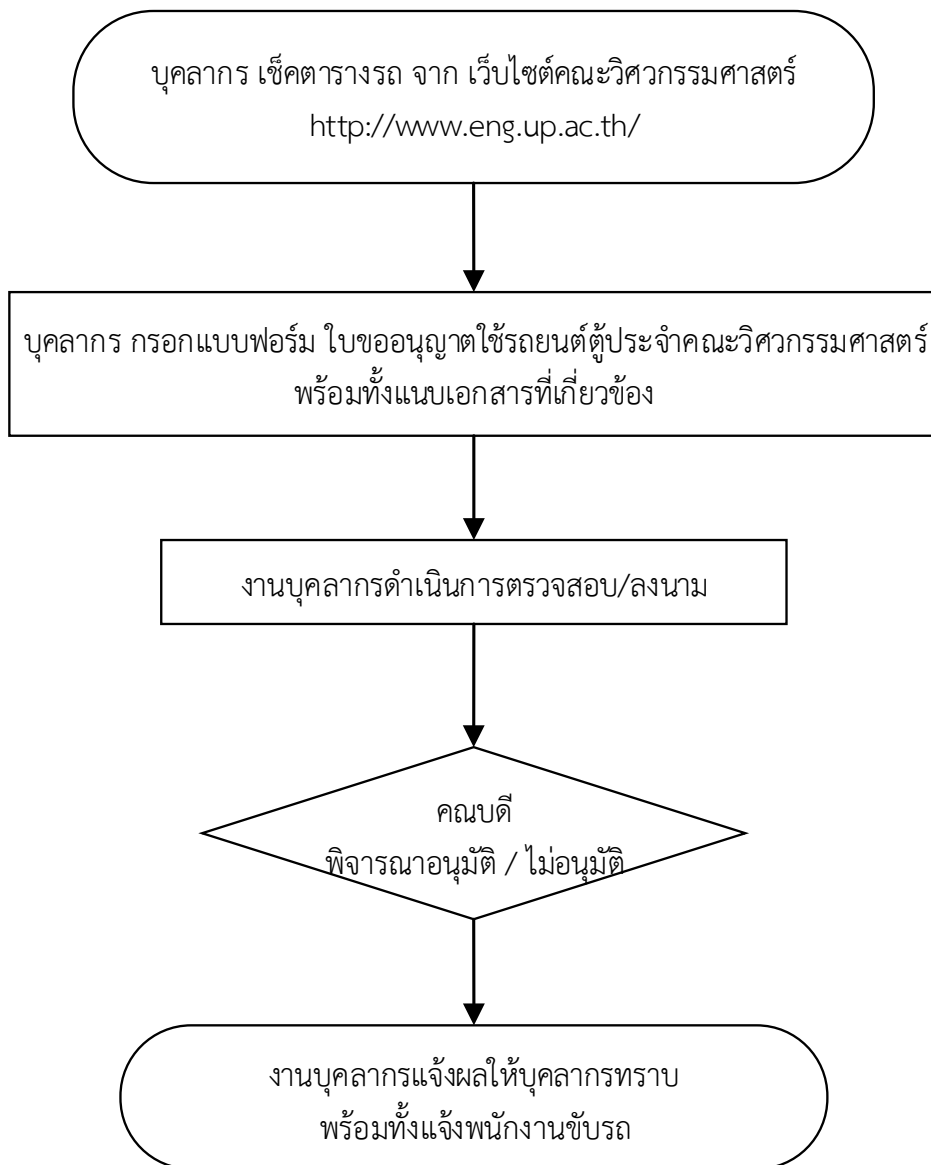 บุคลากร เช็คตารางรถ จาก เว็บไซต์คณะวิศวกรรมศาสตร์
http://www.eng.up.ac.th/
บุคลากร กรอกแบบฟอร์ม ใบขออนุญาตใช้รถยนต์ตู้ประจำคณะวิศวกรรมศาสตร์
พร้อมทั้งแนบเอกสารที่เกี่ยวข้อง
งานบุคลากรดำเนินการตรวจสอบ/ลงนาม
คณบดี
พิจารณาอนุมัติ / ไม่อนุมัติ
งานบุคลากรแจ้งผลให้บุคลากรทราบ
พร้อมทั้งแจ้งพนักงานขับรถ